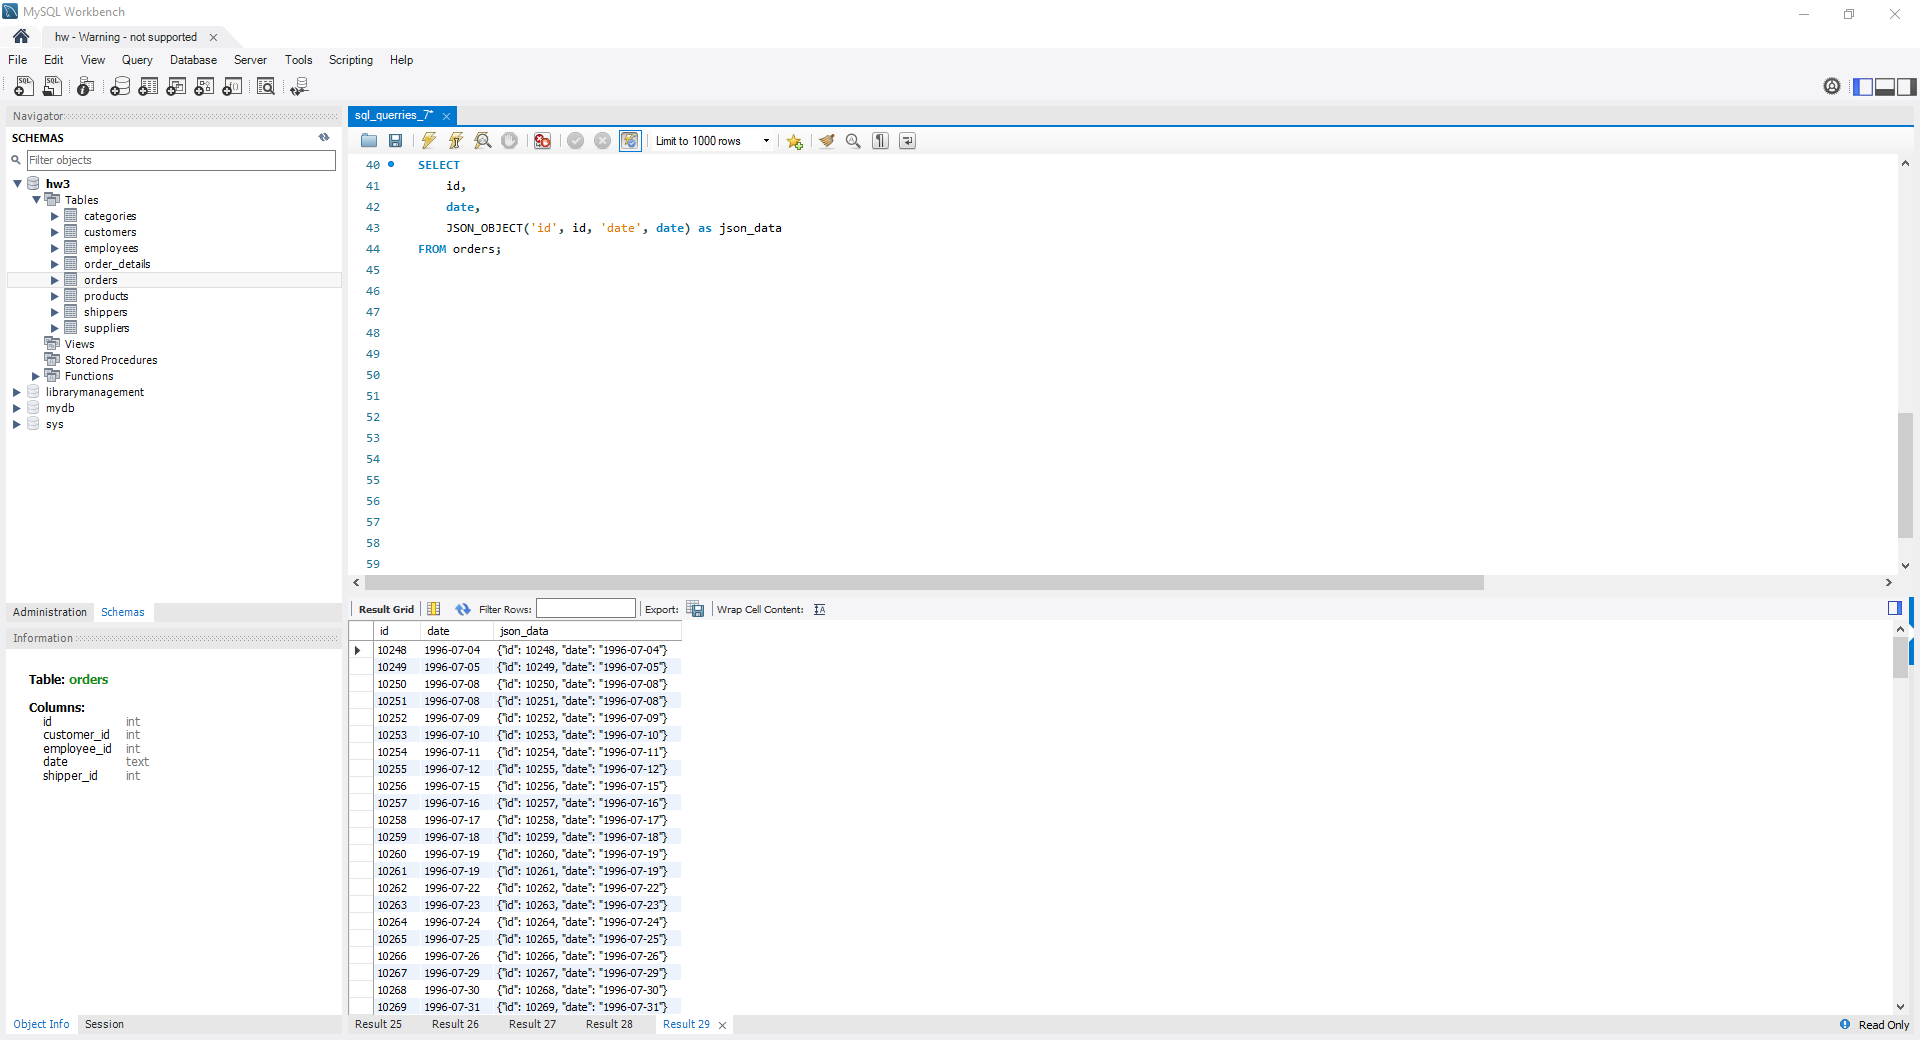 MySQL Workbench
hw - Warning - not supported
File Edit View Query Database Server Tools Scripting Help
Navigator
SCHEMAS
Filter objects
hw3
Tables
categories
customers
employees
order_details
orders
products
shippers
suppliers
Views
Stored Procedures
Functions
librarymanagement
mydb
sys
Administration Schemas
Information
Table: orders
Columns:
id int
customer_id int
employee_id int
date text
shipper_id int
Object Info Session
sql_querries_7*
Limit to 1000 rows
40 SELECT
41 id,
42 date,
43 JSON_OBJECT('id', id, 'date', date) as json_data
44 FROM orders;
45
46
47
48
49
50
51
52
53
54
55
56
57
58
59
Result Grid Filter Rows: Export: Wrap Cell Content:
id date json_data
10248 1996-07-04 {"id": 10248, "date": "1996-07-04"}
10249 1996-07-05 {"id": 10249, "date": "1996-07-05"}
10250 1996-07-08 {"id": 10250, "date": "1996-07-08"}
10251 1996-07-08 {"id": 10251, "date": "1996-07-08"}
10252 1996-07-09 {"id": 10252, "date": "1996-07-09"}
10253 1996-07-10 {"id": 10253, "date": "1996-07-10"}
10254 1996-07-11 {"id": 10254, "date": "1996-07-11"}
10255 1996-07-12 {"id": 10255, "date": "1996-07-12"}
10256 1996-07-15 {"id": 10256, "date": "1996-07-15"}
10257 1996-07-16 {"id": 10257, "date": "1996-07-16"}
10258 1996-07-17 {"id": 10258, "date": "1996-07-17"}
10259 1996-07-18 {"id": 10259, "date": "1996-07-18"}
10260 1996-07-19 {"id": 10260, "date": "1996-07-19"}
10261 1996-07-19 {"id": 10261, "date": "1996-07-19"}
10262 1996-07-22 {"id": 10262, "date": "1996-07-22"}
10263 1996-07-23 {"id": 10263, "date": "1996-07-23"}
10264 1996-07-24 {"id": 10264, "date": "1996-07-24"}
10265 1996-07-25 {"id": 10265, "date": "1996-07-25"}
10266 1996-07-26 {"id": 10266, "date": "1996-07-26"}
10267 1996-07-29 {"id": 10267, "date": "1996-07-29"}
10268 1996-07-30 {"id": 10268, "date": "1996-07-30"}
10269 1996-07-31 {"id": 10269, "date": "1996-07-31"}
Result 25 Result 26 Result 27 Result 28 Result 29
Read Only